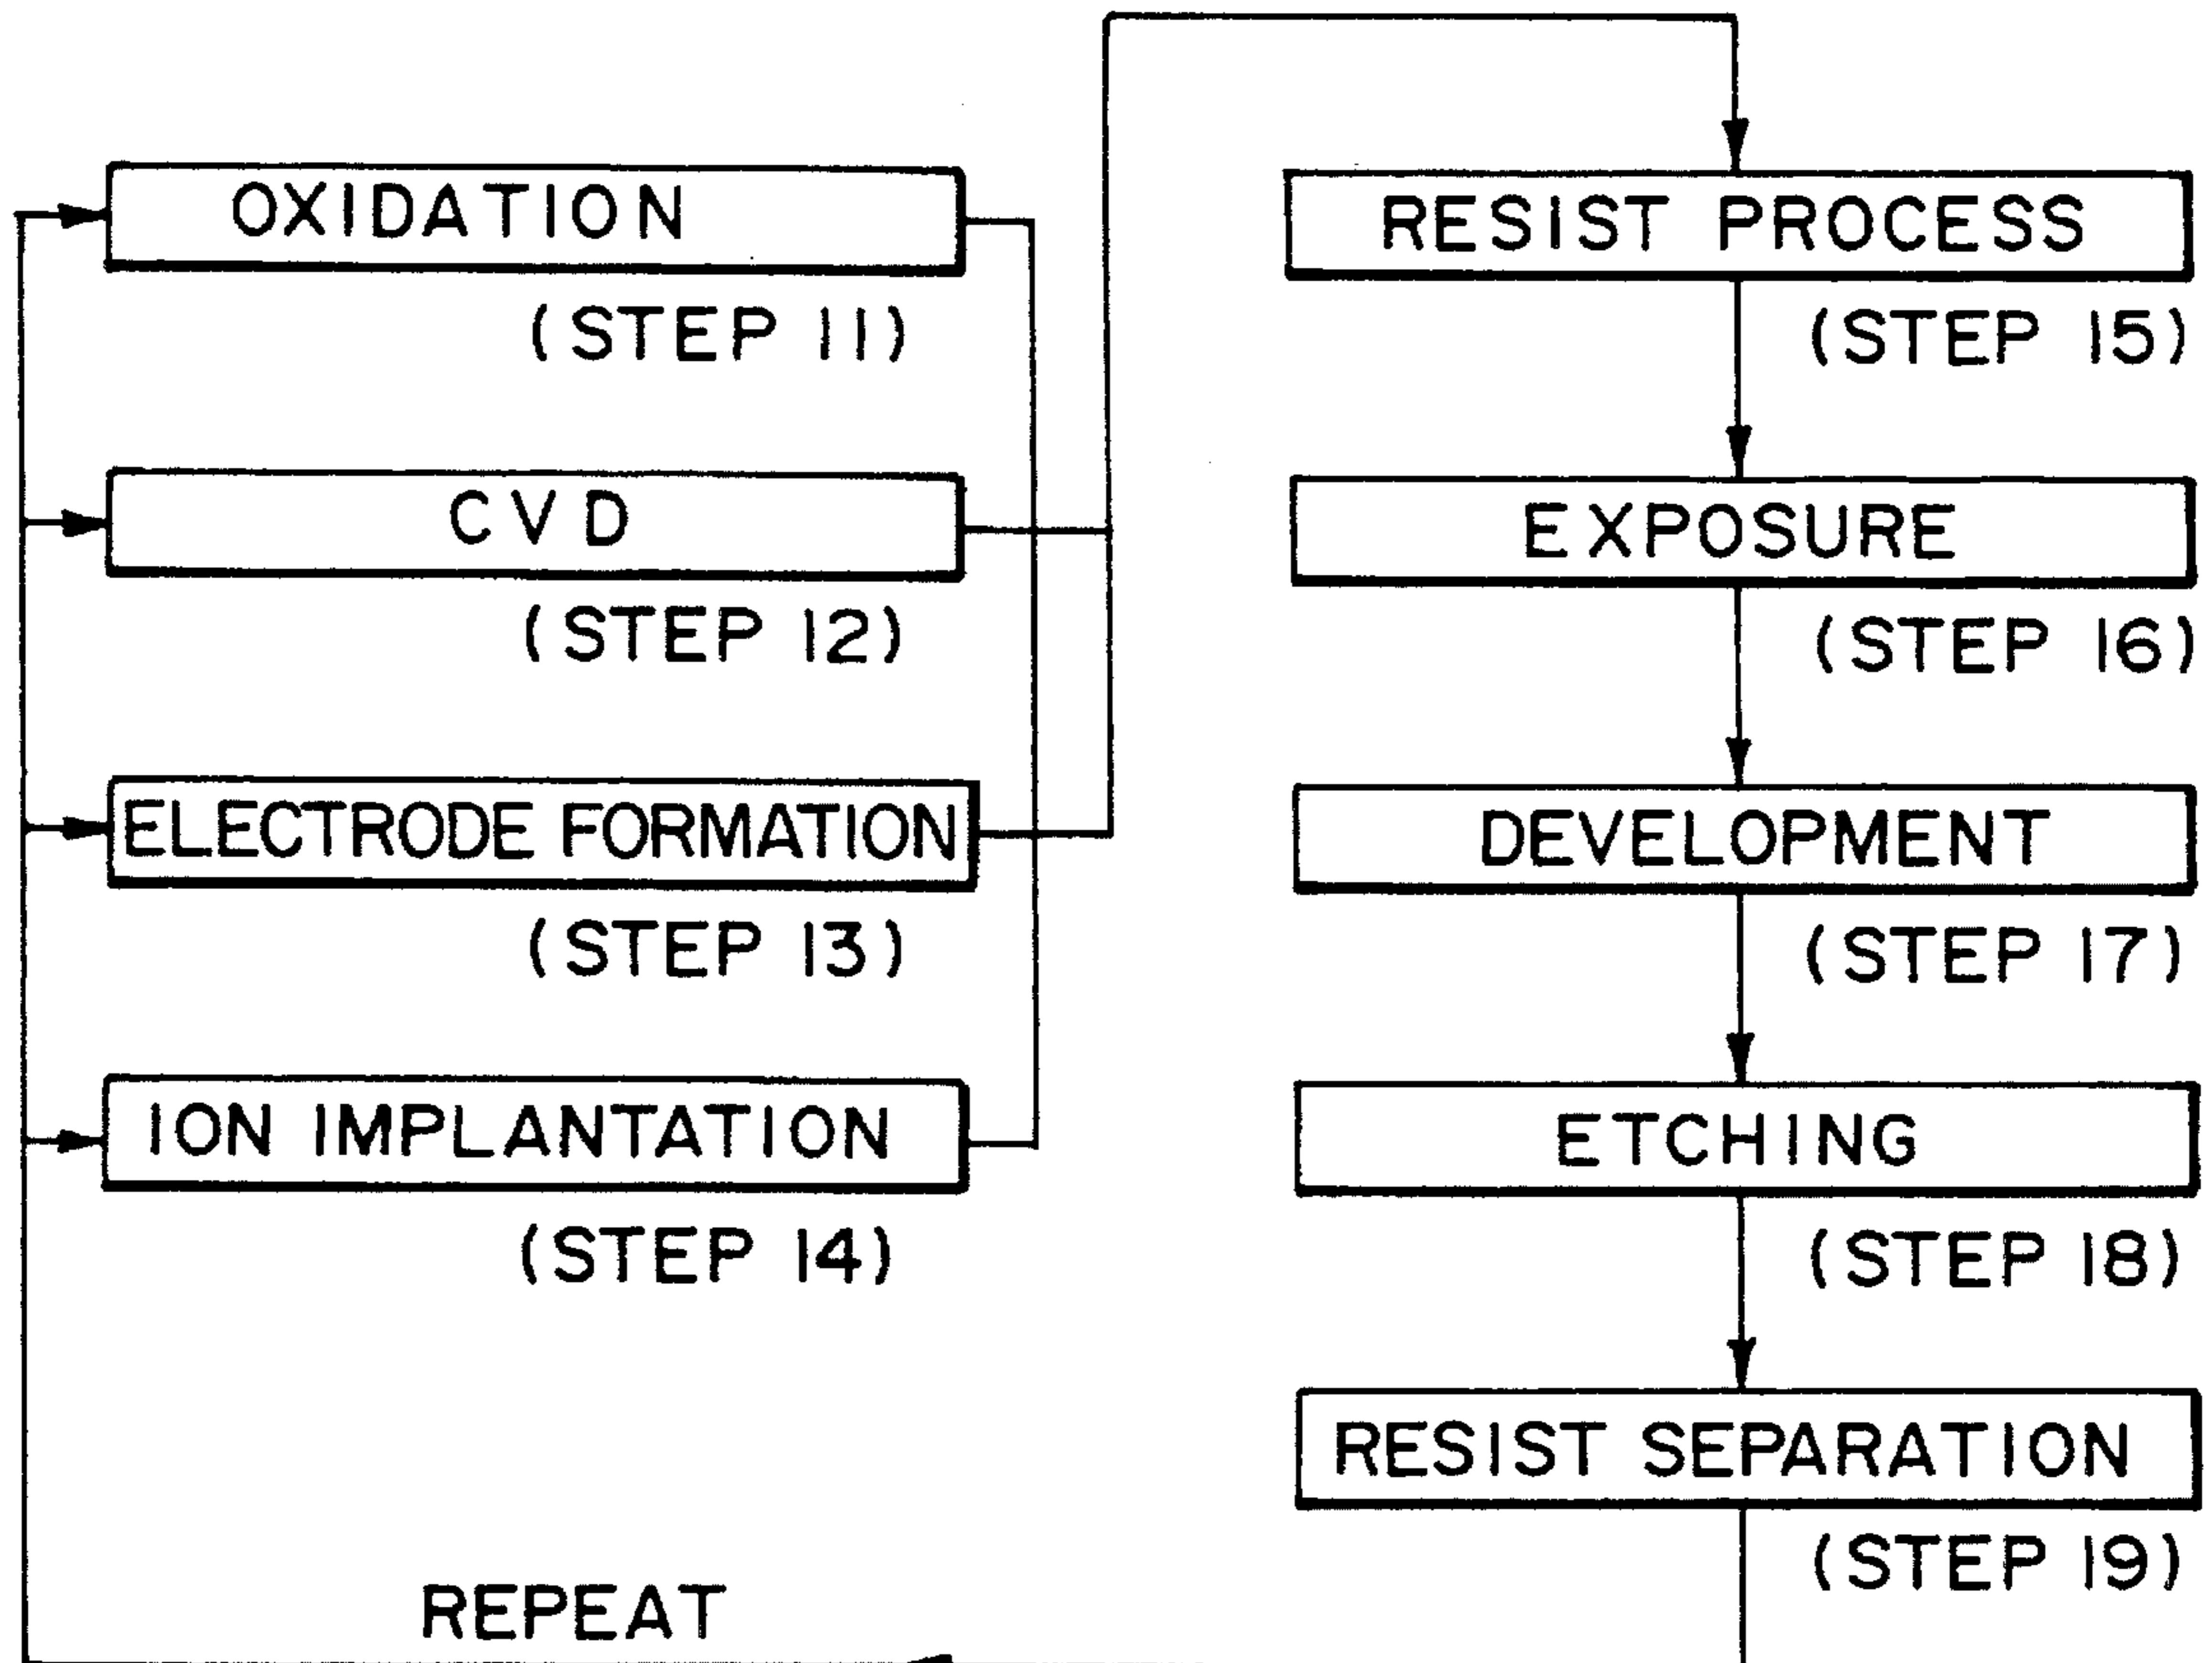 OXIDATION
(STEP 11)
CVD
(STEP 12)
ELECTRODE FORMATION
(STEP 13)
ION IMPLANTATION
(STEP 14)
RESIST PROCESS
(STEP 15)
EXPOSURE
(STEP 16)
DEVELOPMENT
(STEP 17)
ETCHING
(STEP 18)
RESIST SEPARATION
(STEP 19)
REPEAT